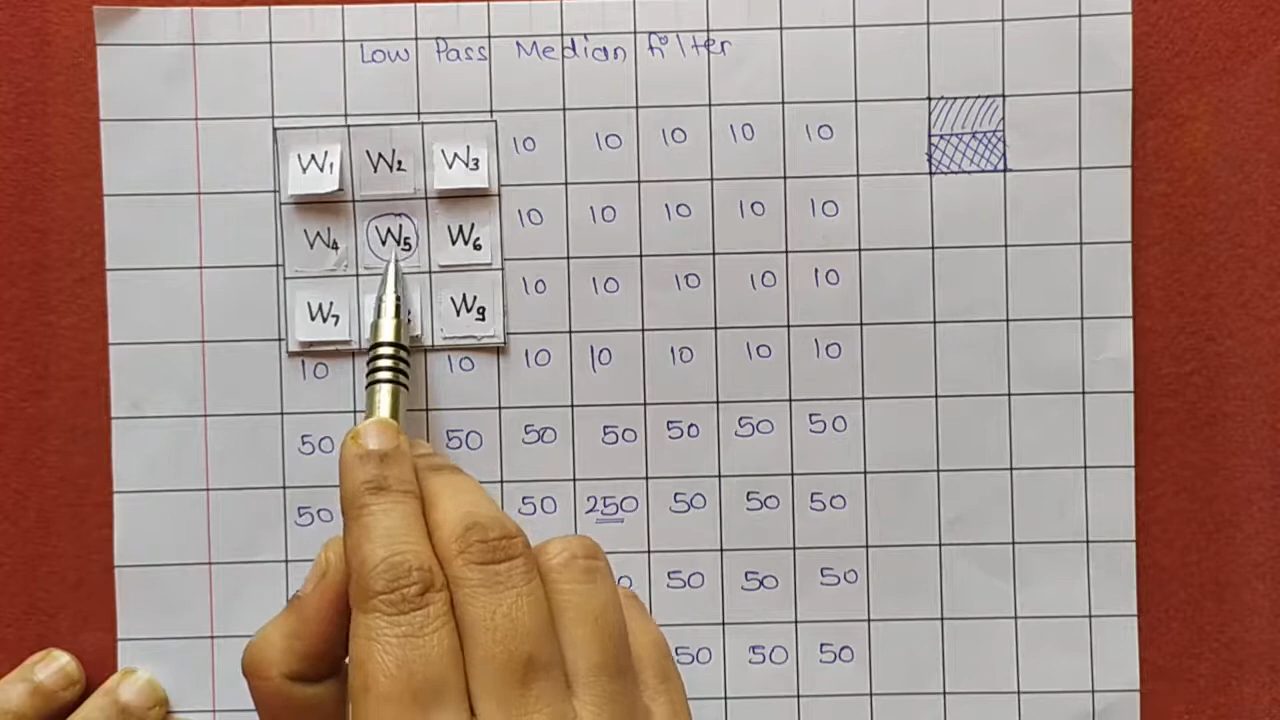 Low Pass Median filter
W1 W2 W3 10 10 10 10 10
W4 W5 W6 10 10 10 10 10
W7 W9 10 10 10 10 10
10 10 10 10 10 10 10
50 50 50 50 50 50 50
50 50 250 50 50 50
50 50 50
50 50 50